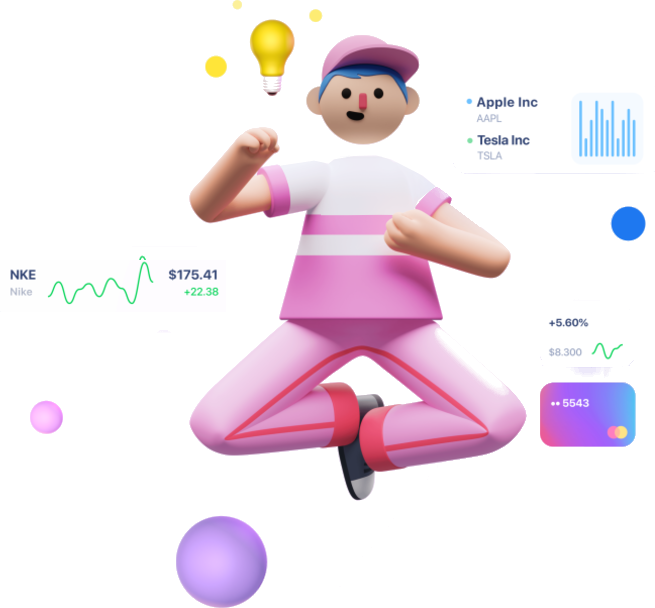 Apple Inc
AAPL
Tesla Inc
TSLA
NKE
Nike
$175.41
+22.38
+5.60%
$8.300
•• 5543